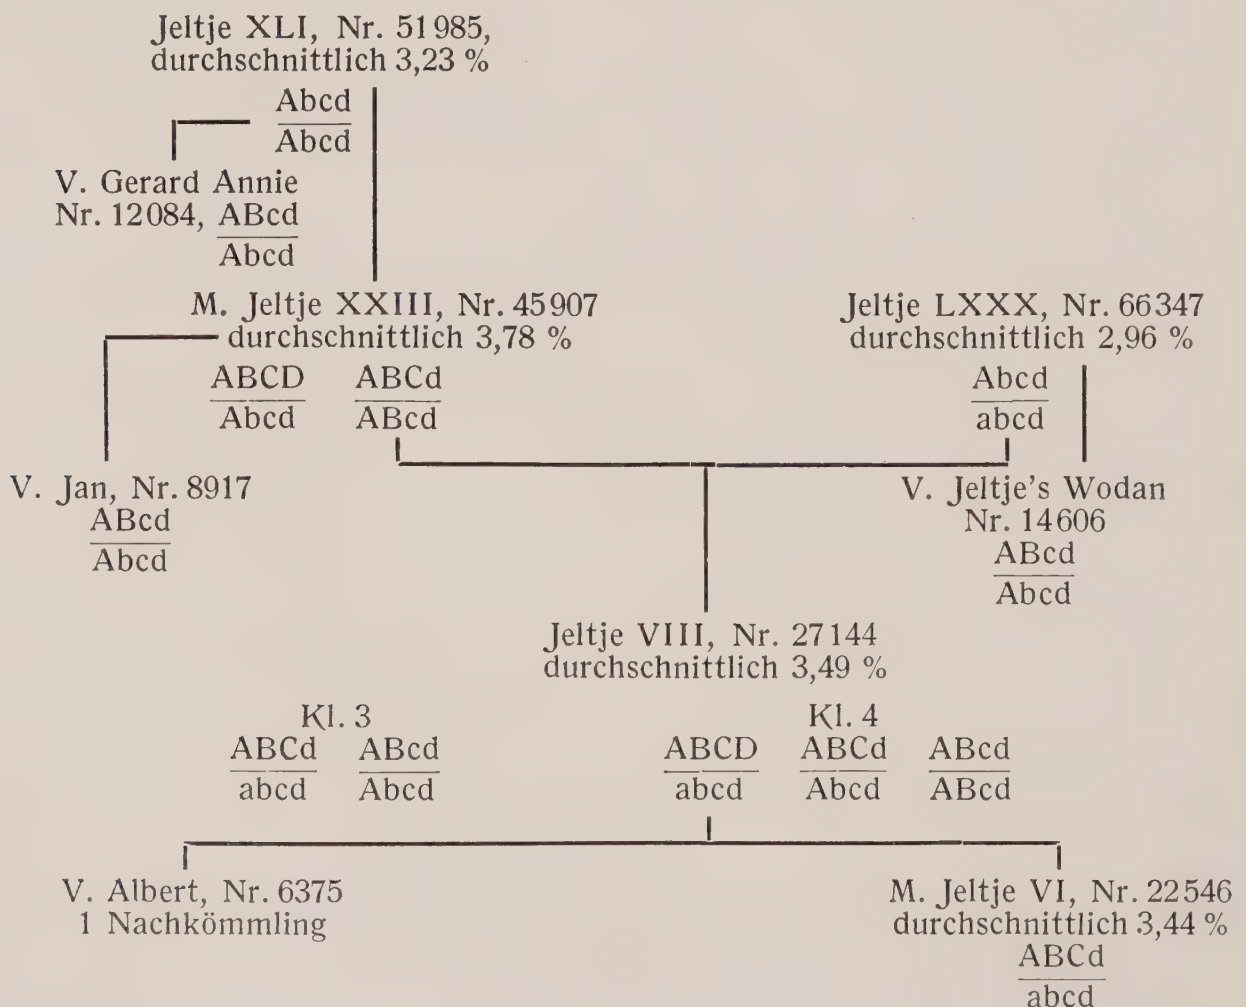 Jeltje XLI, Nr. 51985,
durchschnittlich 3,23 %
Abcd
Abcd
V. Gerard Annie
Nr. 12084, ABcd
Abcd
M. Jeltje XXIII, Nr. 45907
durchschnittlich 3,78 %
ABCD ABCd
Abcd ABcd
Jeltje LXXX, Nr. 66347
durchschnittlich 2,96 %
Abcd
abcd
V. Jan, Nr. 8917
ABcd
Abcd
V. Jeltje's Wodan
Nr. 14606
ABcd
Abcd
Jeltje VIII, Nr. 27144
durchschnittlich 3,49 %
Kl. 3
ABCd ABcd
abcd Abcd
Kl. 4
ABCD ABCd ABcd
abcd Abcd ABcd
V. Albert, Nr. 6375
1 Nachkömmling
M. Jeltje VI, Nr. 22546
durchschnittlich 3,44 %
ABCd
abcd